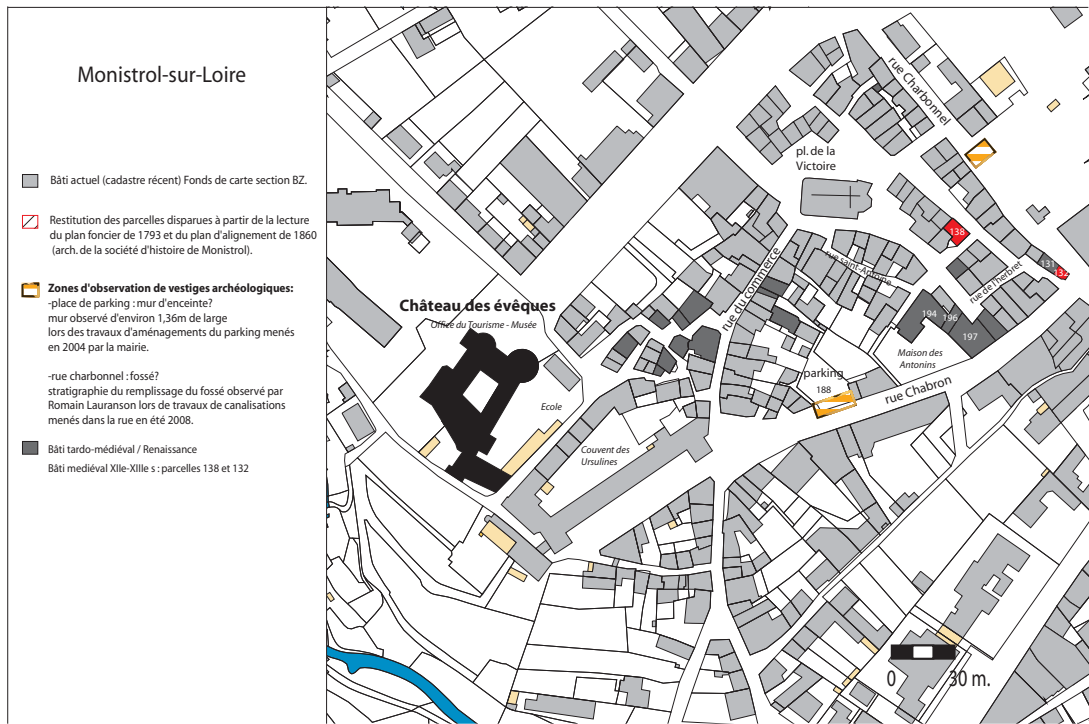 Monistrol-sur-Loire
Bâti actuel (cadastre récent) Fonds de carte section BZ.
Restitution des parcelles disparues à partir de la lecture
du plan foncier de 1793 et du plan d'alignement de 1860
(arch. de la société d'histoire de Monistrol).
Zones d'observation de vestiges archéologiques:
-place de parking : mur d'enceinte?
mur observé d'environ 1,36m de large
lors des travaux d'aménagements du parking menés
en 2004 par la mairie.
-rue charbonnel : fossé?
stratigraphie du remplissage du fossé observé par
Romain Lauranson lors de travaux de canalisations
menés dans la rue en été 2008.
Bâti tardo-médiéval / Renaissance
Bâti mediéval XIIe-XIIIe s : parcelles 138 et 132
rue Charbonnel
pl. de la
Victoire
138
131
132
rue saint-Antoine
rue de l'herbret
rue du commerce
Château des évêques
Office du Tourisme - Musée
194
196
197
Maison des
Antonins
-parking
188
rue Chabron
Ecole
Couvent des
Ursulines
0 30 m.